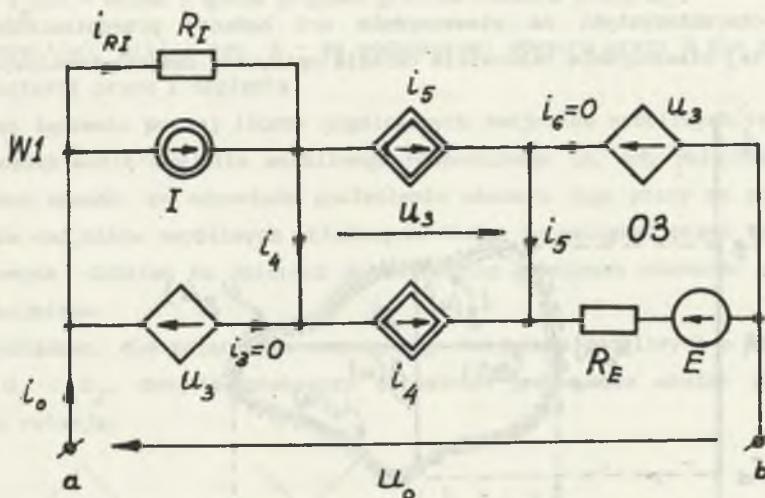 i_RI R_I
i_5 i_6=0 u_3
W1
I u_3 i_5 O3
i_4
u_3 i_3=0 i_4 R_E E
i_o
a u_o b